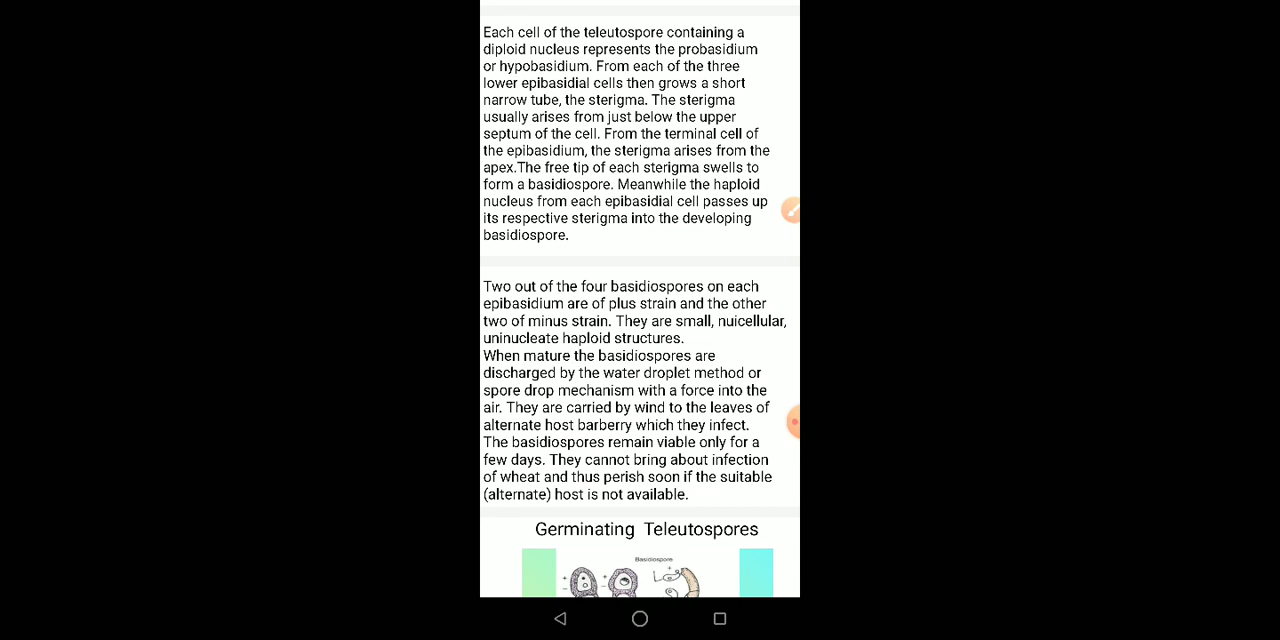 Each cell of the teleutospore containing a
diploid nucleus represents the probasidium
or hypobasidium. From each of the three
lower epibasidial cells then grows a short
narrow tube, the sterigma. The sterigma
usually arises from just below the upper
septum of the cell. From the terminal cell of
the epibasidium, the sterigma arises from the
apex.The free tip of each sterigma swells to
form a basidiospore. Meanwhile the haploid
nucleus from each epibasidial cell passes up
its respective sterigma into the developing
basidiospore.
Two out of the four basidiospores on each
epibasidium are of plus strain and the other
two of minus strain. They are small, nuicellular,
uninucleate haploid structures.
When mature the basidiospores are
discharged by the water droplet method or
spore drop mechanism with a force into the
air. They are carried by wind to the leaves of
alternate host barberry which they infect.
The basidiospores remain viable only for a
few days. They cannot bring about infection
of wheat and thus perish soon if the suitable
(alternate) host is not available.
Germinating Teleutospores
Basidiospore